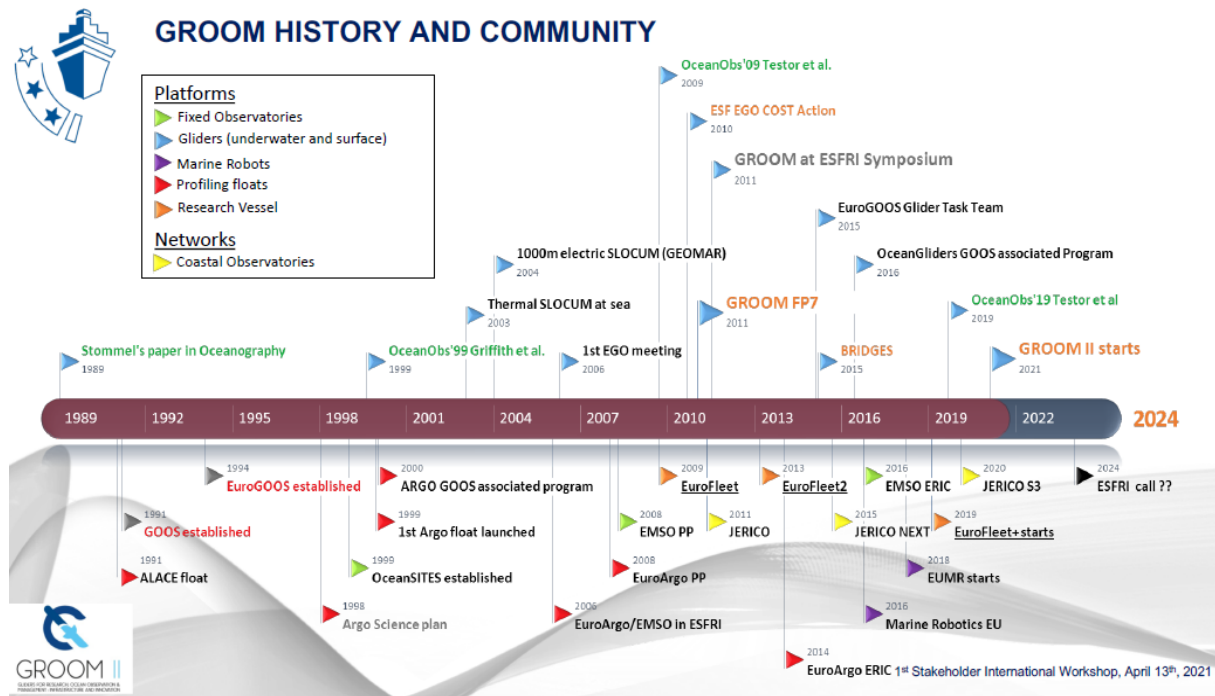 GROOM HISTORY AND COMMUNITY
Platforms
Fixed Observatories
Gliders (underwater and surface)
Marine Robots
Profiling floats
Research Vessel
Networks
Coastal Observatories
OceanObs'09 Testor et al.
2009
ESF EGO COST Action
2010
GROOM at ESFRI Symposium
2011
EuroGOOS Glider Task Team
2015
1000m electric SLOCUM (GEOMAR)
2004
OceanGliders GOOS associated Program
2016
Thermal SLOCUM at sea
2003
GROOM FP7
2011
OceanObs'19 Testor et al
2019
Stommel's paper in Oceanography
1989
OceanObs'99 Griffith et al.
1999
1st EGO meeting
2006
BRIDGES
2015
GROOM II starts
2021
1989 1992 1995 1998 2001 2004 2007 2010 2013 2016 2019 2022 2024
1994
EuroGOOS established
2000
ARGO GOOS associated program
2009
EuroFleet
2013
EuroFleet2
2016
EMSO ERIC
2020
JERICO S3
2024
ESFRI call ??
1991
GOOS established
1999
1st Argo float launched
2008
EMSO PP
2011
JERICO
2015
JERICO NEXT
2019
EuroFleet+starts
1991
ALACE float
1999
OceanSITES established
2008
EuroArgo PP
2018
EUMR starts
1998
Argo Science plan
2006
EuroArgo/EMSO in ESFRI
2016
Marine Robotics EU
2014
EuroArgo ERIC
1st Stakeholder International Workshop, April 13th, 2021
GROOM II
GLIDERS FOR RESEARCH, OCEAN OBSERVATION &
MANAGEMENT: INFRASTRUCTURE AND INNOVATION